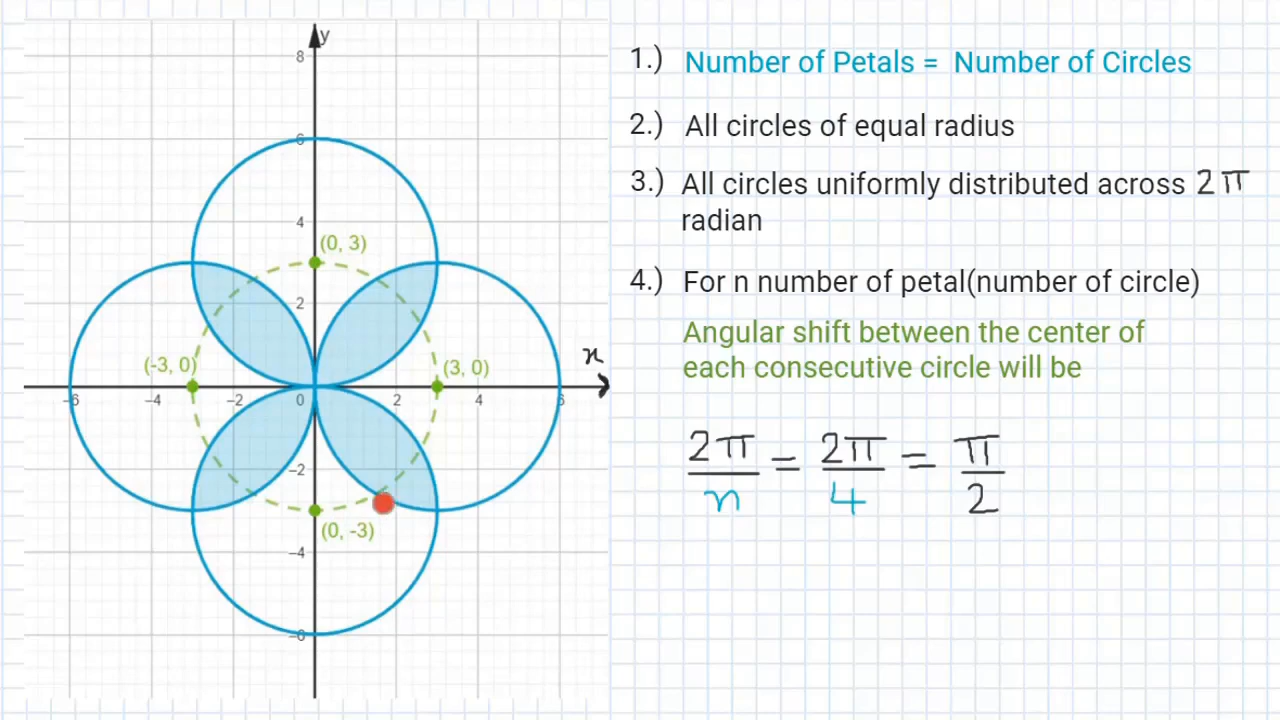 y
8
6
4
(0, 3)
2
(-3, 0)
(3, 0)
x
-6
-4
-2
0
2
4
6
-2
(0, -3)
-4
-6
1.) Number of Petals = Number of Circles
2.) All circles of equal radius
3.) All circles uniformly distributed across 2π
radian
4.) For n number of petal(number of circle)
Angular shift between the center of
each consecutive circle will be
2π/n = 2π/4 = π/2